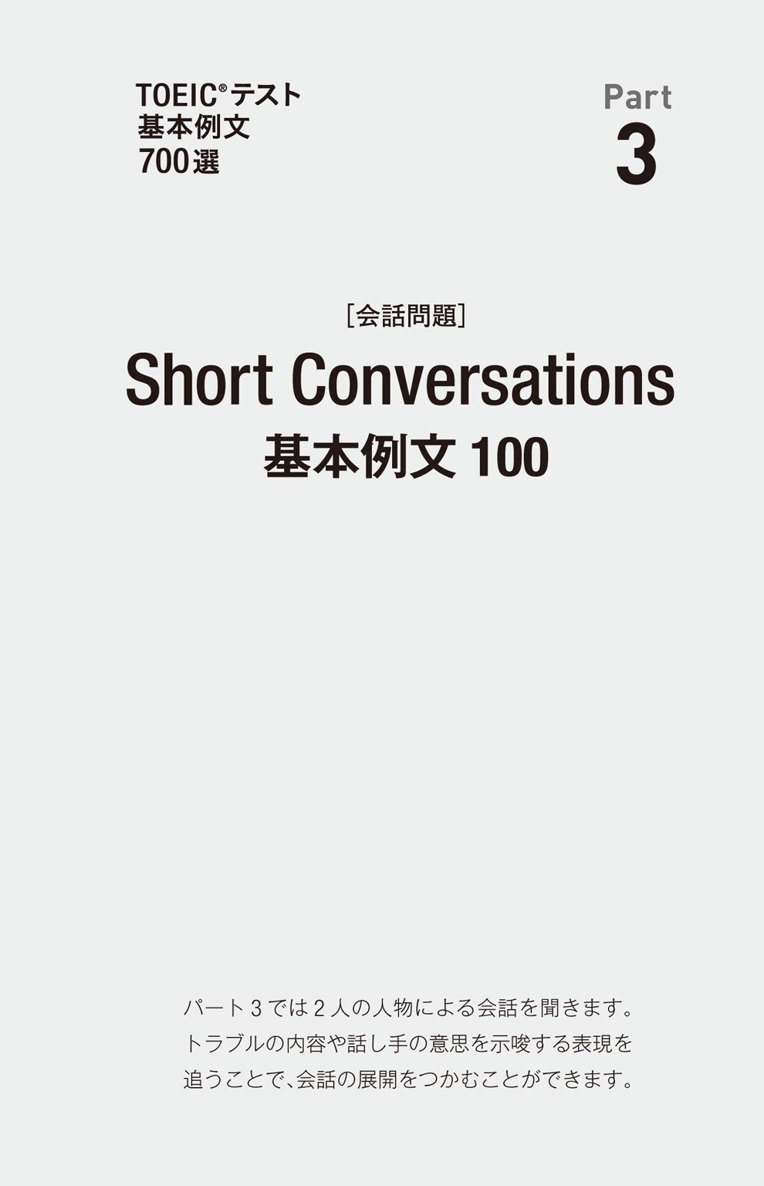 TOEIC®テスト
基本例文
700選
Part
3
［会話問題］
Short Conversations
基本例文 100
パート 3 では 2 人の人物による会話を聞きます。
トラブルの内容や話し手の意思を示唆する表現を
追うことで、会話の展開をつかむことができます。